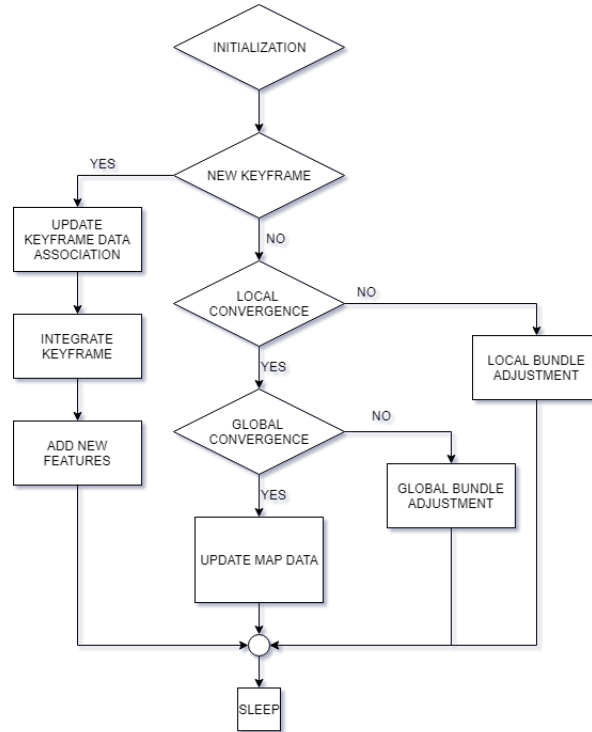 INITIALIZATION
YES
NEW KEYFRAME
UPDATE
KEYFRAME DATA
ASSOCIATION
NO
LOCAL
CONVERGENCE
NO
INTEGRATE
KEYFRAME
LOCAL BUNDLE
ADJUSTMENT
YES
GLOBAL
CONVERGENCE
NO
ADD NEW
FEATURES
GLOBAL BUNDLE
ADJUSTMENT
YES
UPDATE MAP DATA
SLEEP